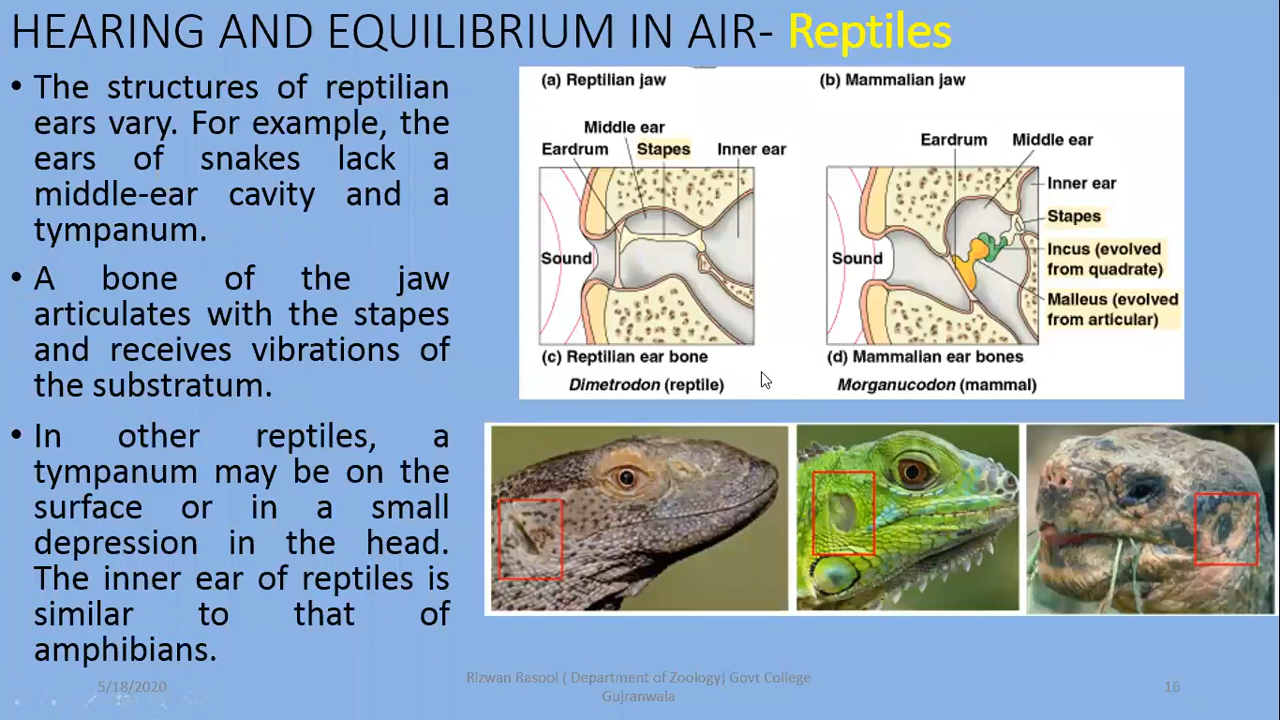 HEARING AND EQUILIBRIUM IN AIR- Reptiles
• The structures of reptilian
ears vary. For example, the
ears of snakes lack a
middle-ear cavity and a
tympanum.
• A bone of the jaw
articulates with the stapes
and receives vibrations of
the substratum.
• In other reptiles, a
tympanum may be on the
surface or in a small
depression in the head.
The inner ear of reptiles is
similar to that of
amphibians.
(a) Reptilian jaw
Middle ear
Eardrum
Stapes
Inner ear
Sound
(c) Reptilian ear bone
Dimetrodon (reptile)
(b) Mammalian jaw
Eardrum
Middle ear
Inner ear
Stapes
Sound
Incus (evolved
from quadrate)
Malleus (evolved
from articular)
(d) Mammalian ear bones
Morganucodon (mammal)
5/18/2020
Rizwan Rasool ( Department of Zoology) Govt College
Gujranwala
16